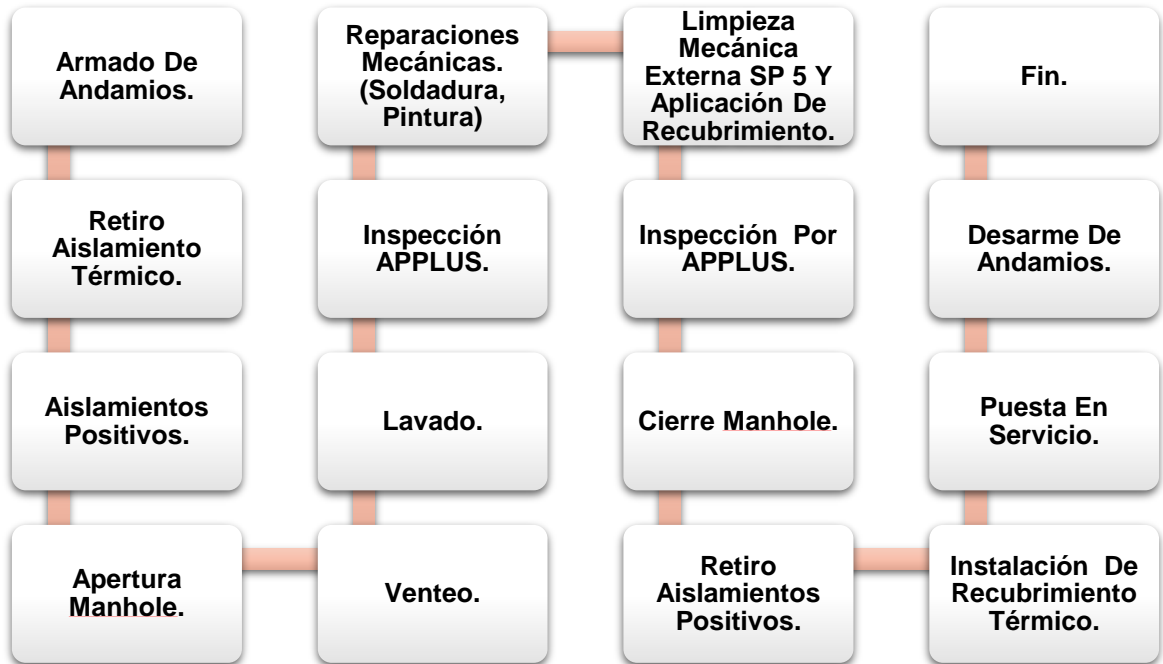 Armado De
Andamios.
Retiro
Aislamiento
Térmico.
Aislamientos
Positivos.
Apertura
Manhole.
Venteo.
Lavado.
Inspección
APPLUS.
Reparaciones
Mecánicas.
(Soldadura,
Pintura)
Limpieza
Mecánica
Externa SP 5 Y
Aplicación De
Recubrimiento.
Inspección Por
APPLUS.
Cierre Manhole.
Retiro
Aislamientos
Positivos.
Instalación De
Recubrimiento
Térmico.
Puesta En
Servicio.
Desarme De
Andamios.
Fin.